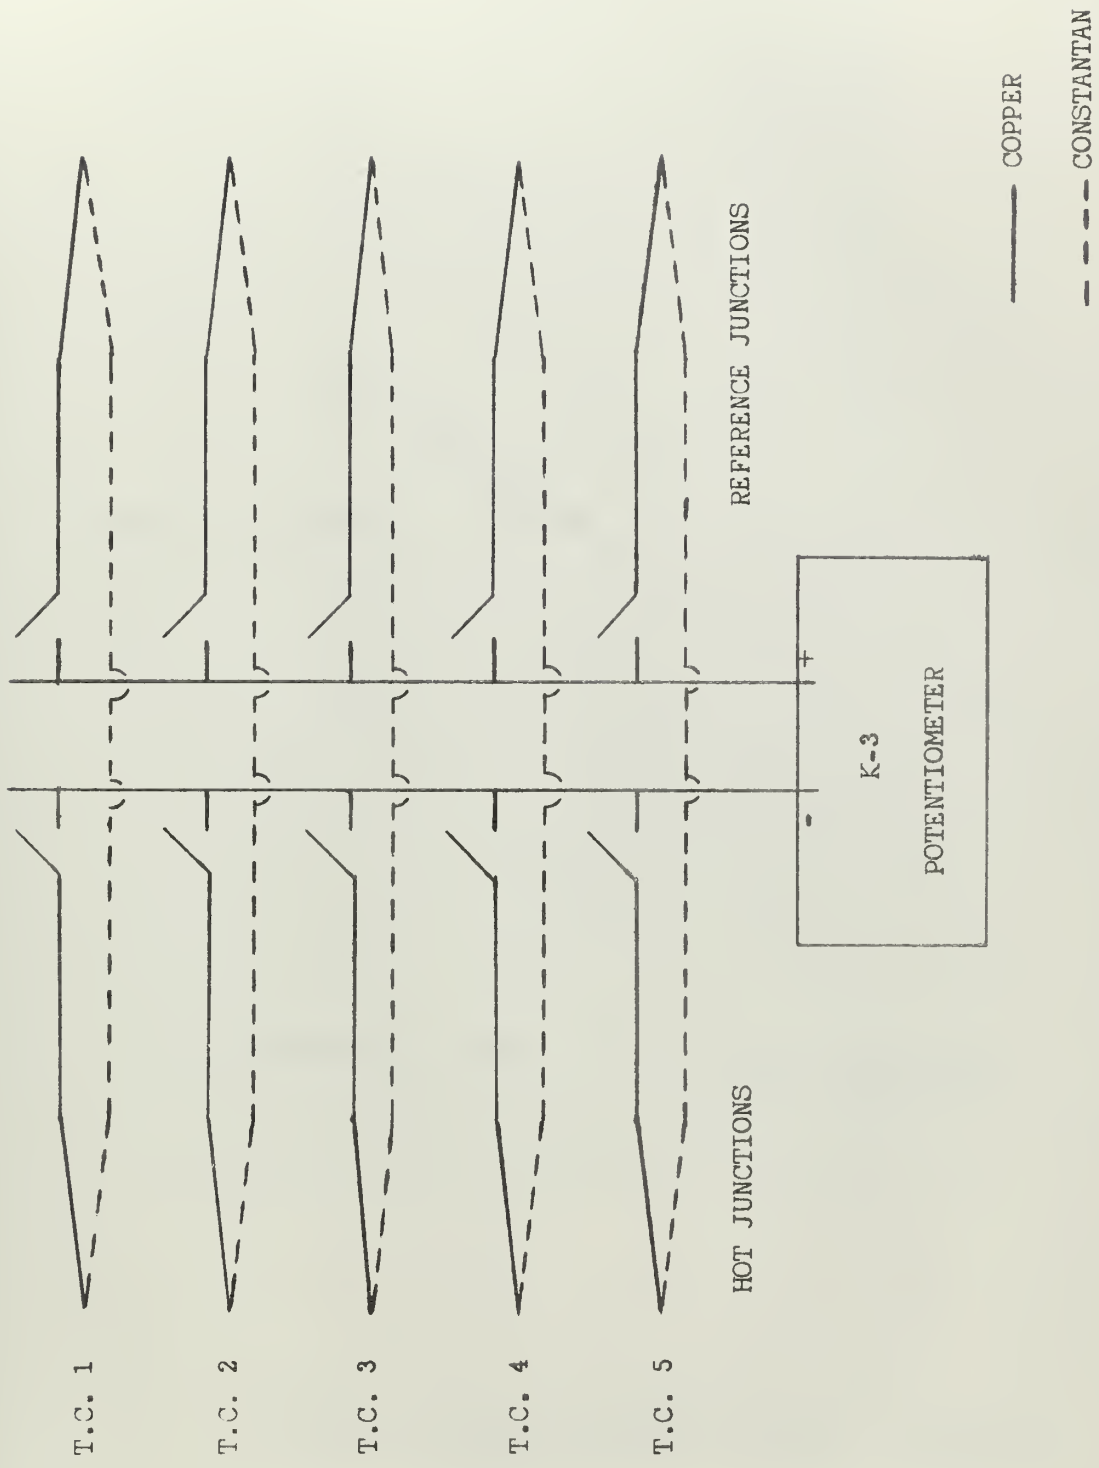 T.C. 1
T.C. 2
T.C. 3
T.C. 4
T.C. 5
HOT JUNCTIONS
REFERENCE JUNCTIONS
- +
K-3
POTENTIOMETER
COPPER
CONSTANTAN